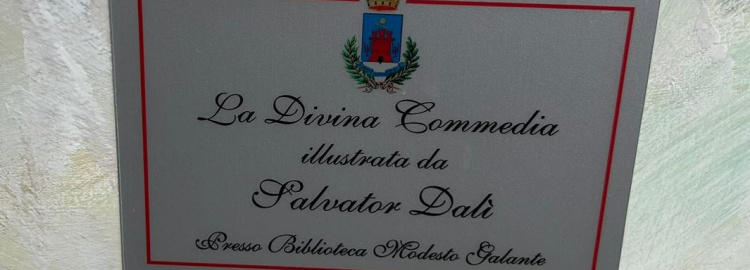 La Divina Commedia
illustrata da
Salvator Dalì
Presso Biblioteca Modesto Galante